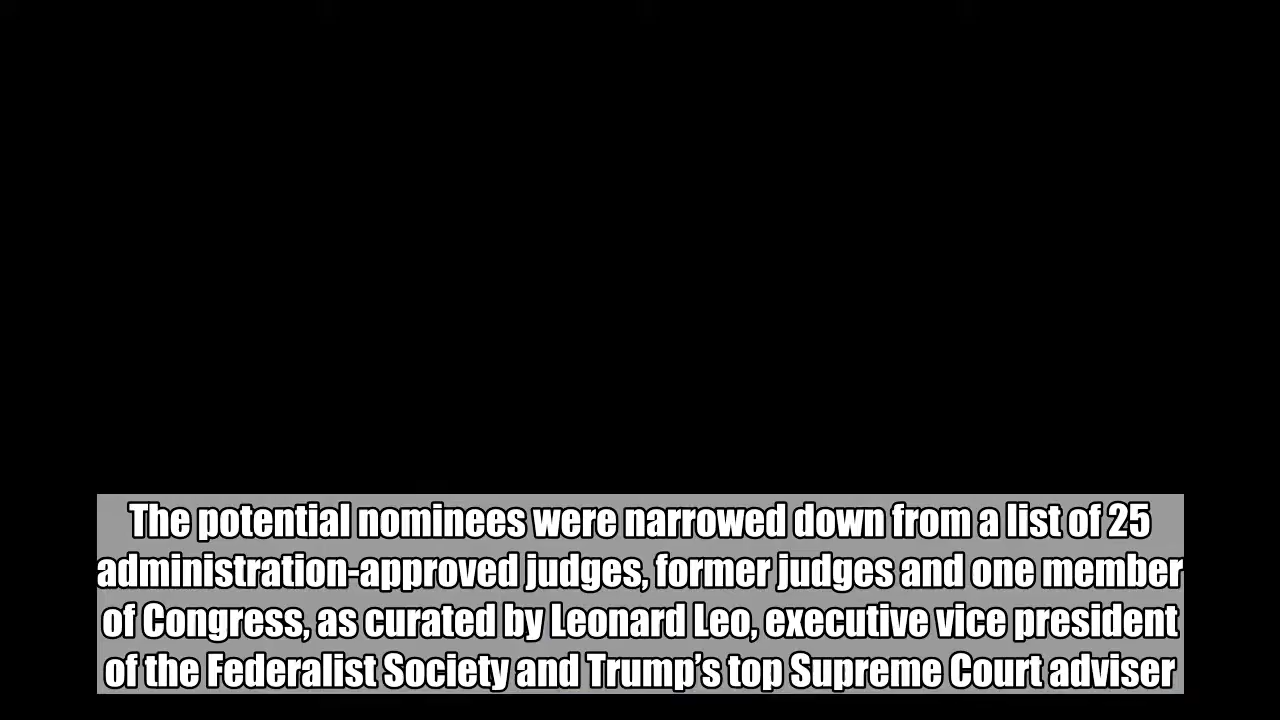 The potential nominees were narrowed down from a list of 25
administration-approved judges, former judges and one member
of Congress, as curated by Leonard Leo, executive vice president
of the Federalist Society and Trump’s top Supreme Court adviser